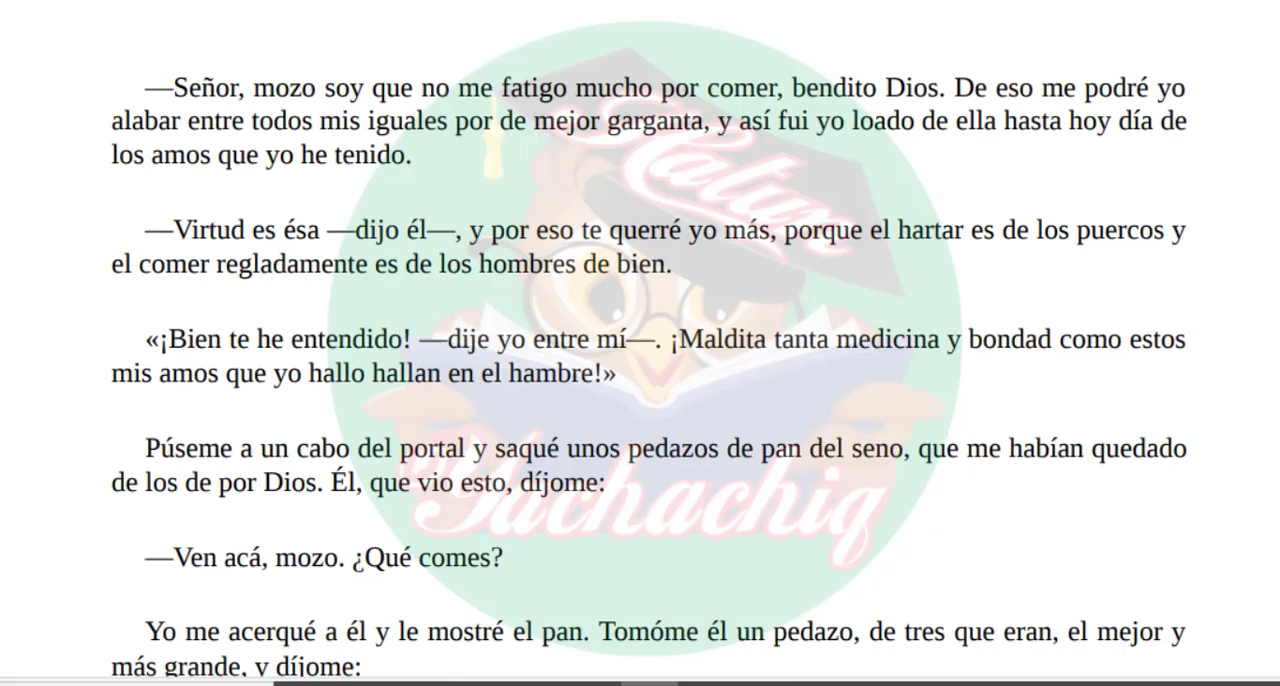 —Señor, mozo soy que no me fatigo mucho por comer, bendito Dios. De eso me podré yo
alabar entre todos mis iguales por de mejor garganta, y así fui yo loado de ella hasta hoy día de
los amos que yo he tenido.
—Virtud es ésa —dijo él—, y por eso te querré yo más, porque el hartar es de los puercos y
el comer regladamente es de los hombres de bien.
«¡Bien te he entendido! —dije yo entre mí—. ¡Maldita tanta medicina y bondad como estos
mis amos que yo hallo hallan en el hambre!»
Púseme a un cabo del portal y saqué unos pedazos de pan del seno, que me habían quedado
de los de por Dios. Él, que vio esto, díjome:
—Ven acá, mozo. ¿Qué comes?
Yo me acerqué a él y le mostré el pan. Tomóme él un pedazo, de tres que eran, el mejor y
más grande, y díjome:
Hatun
Yachachiq